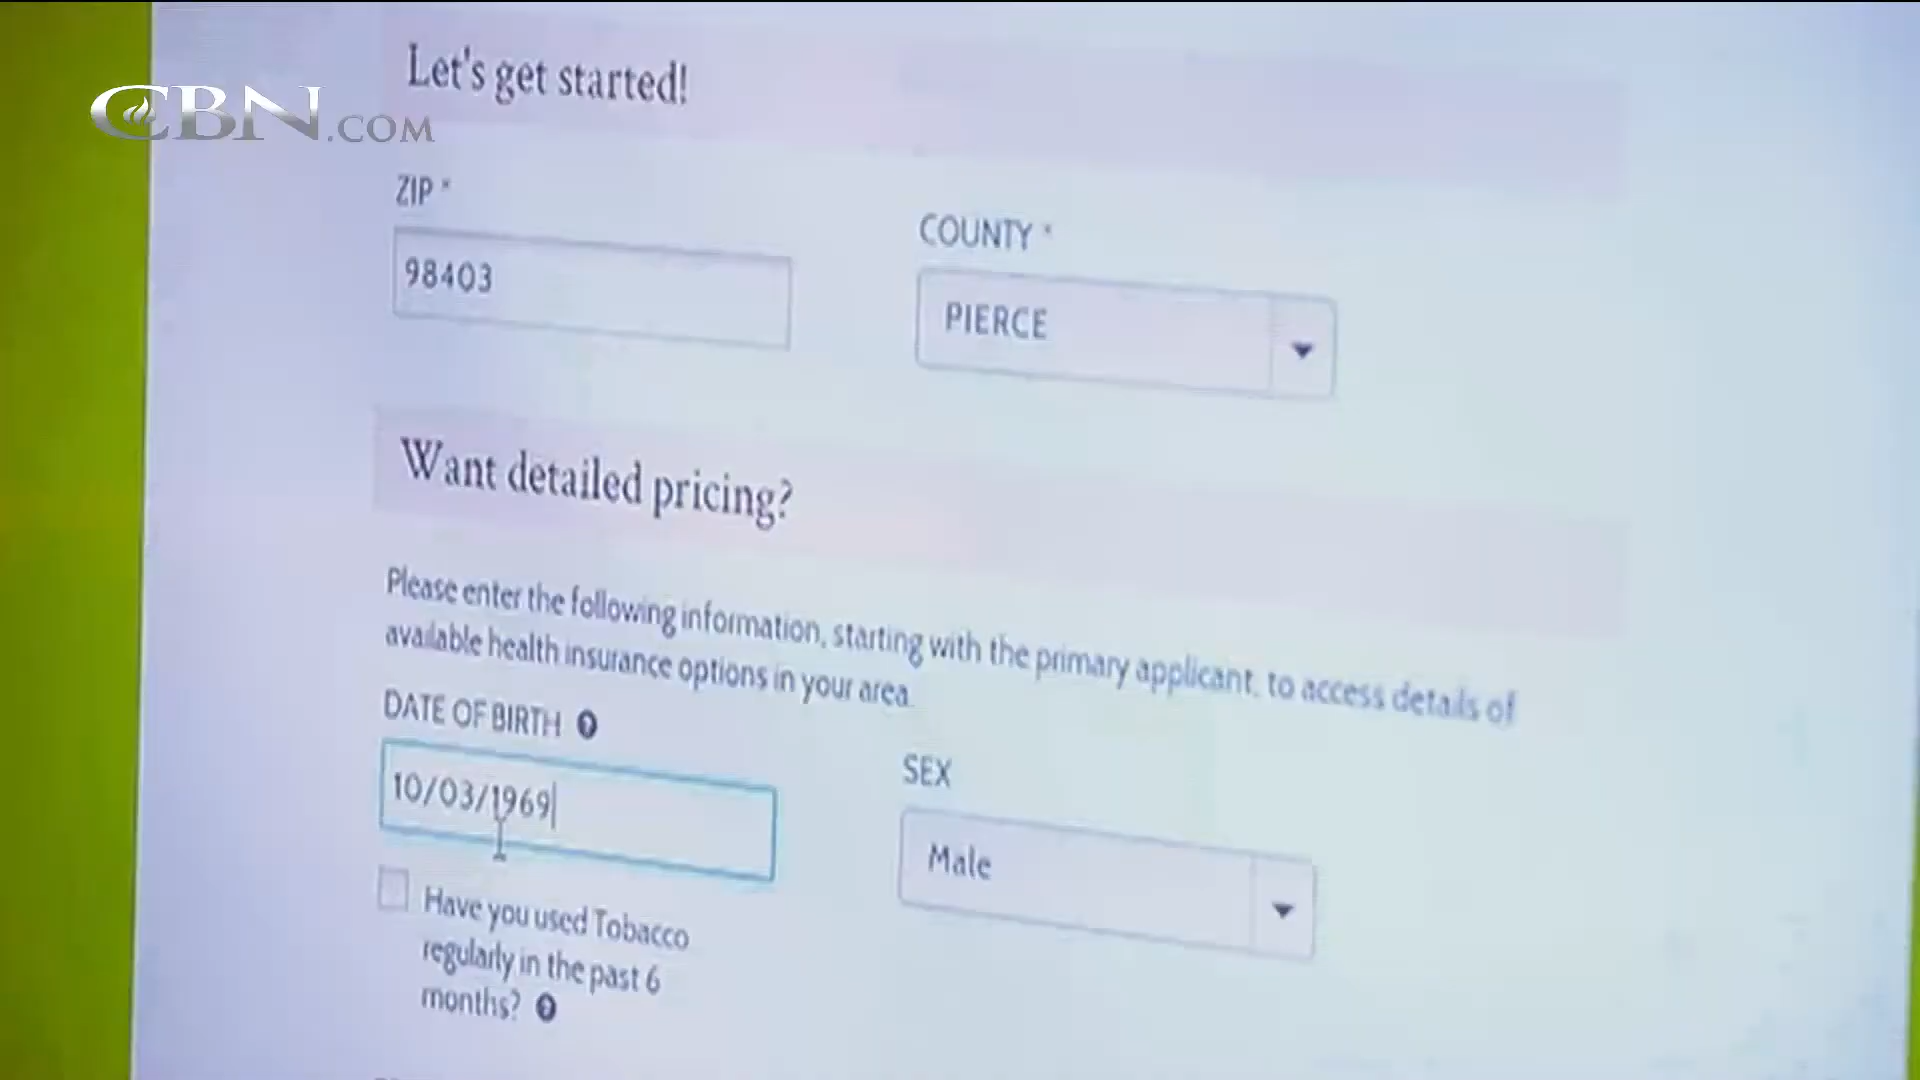 Let's get started!
CBN.COM
ZIP *
COUNTY *
98403
PIERCE
Want detailed pricing?
Please enter the following information, starting with the primary applicant, to access details of
available health insurance options in your area.
DATE OF BIRTH ?
SEX
10/03/1969
Male
Have you used Tobacco
regularly in the past 6
months? ?